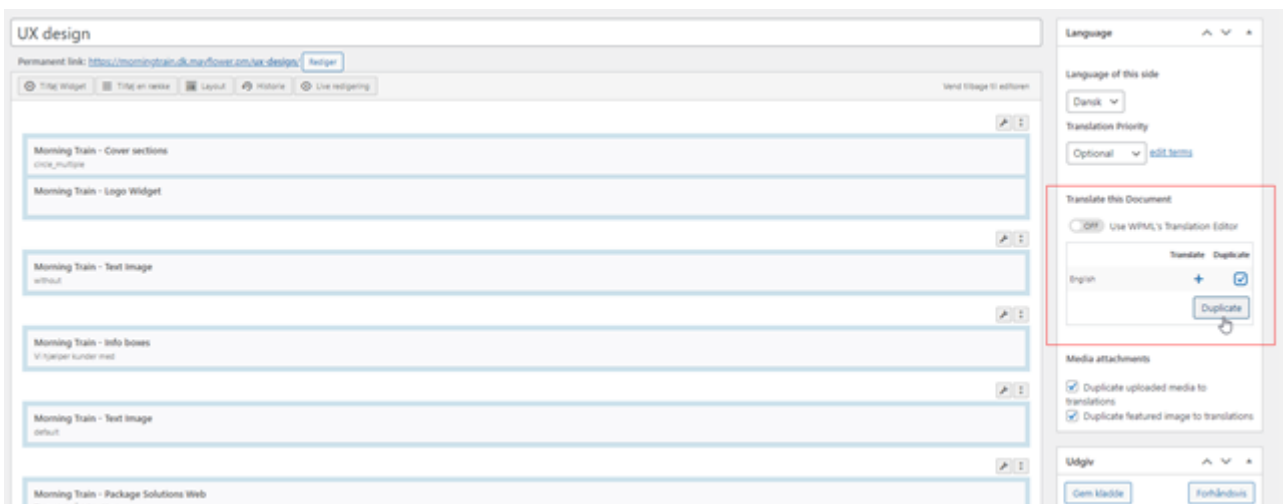 UX design
Permanent link: https://morningtrain.dk.mayflower.pm/ux-design/ Rediger
Tilføj Widget Tilføj en række Layout Historie Live redigering Vend tilbage til editoren
Morning Train - Cover sections
circle_multiple
Morning Train - Logo Widget
Morning Train - Text Image
without
Morning Train - Info boxes
Vi hjælper kunder med
Morning Train - Text Image
default
Morning Train - Package Solutions Web
Language
Language of this side
Dansk
Translation Priority
Optional edit terms
Translate this Document
OFF Use WPML's Translation Editor
Translate Duplicate
English
Duplicate
Media attachments
Duplicate uploaded media to
translations
Duplicate featured image to translations
Udgiv
Gem kladde Forhåndsvis